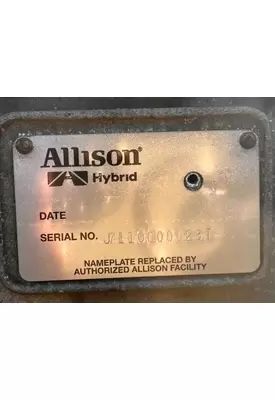 Allison
Hybrid
DATE
SERIAL NO.
NAMEPLATE REPLACED BY
AUTHORIZED ALLISON FACILITY